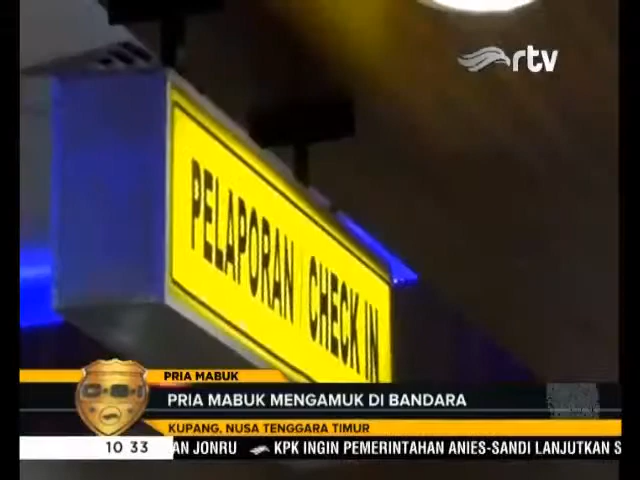 rtv
PELAPORAN | CHECK IN
PRIA MABUK
PRIA MABUK MENGAMUK DI BANDARA
KUPANG, NUSA TENGGARA TIMUR
10 33
AN JONRU KPK INGIN PEMERINTAHAN ANIES-SANDI LANJUTKAN S